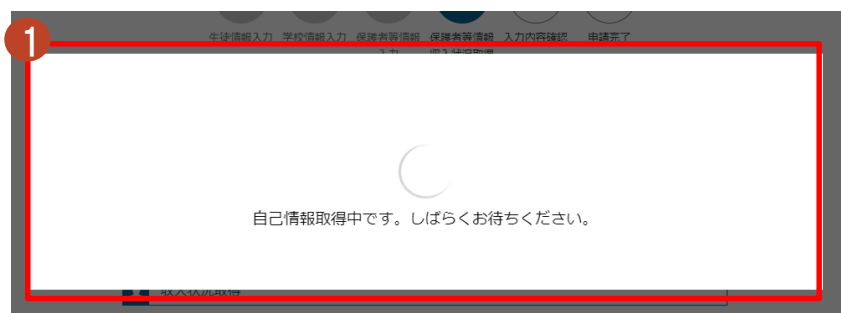 1
生徒情報入力 学校情報入力 保護者等情報入力 保護者等情報収入状況取得 入力内容確認 申請完了
自己情報取得中です。しばらくお待ちください。
収入状況取得